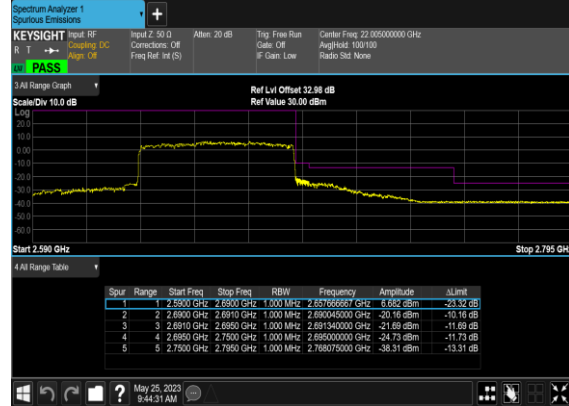 Spectrum Analyzer 1
Spurious Emissions
+
KEYSIGHT Input: RF Input Z: 50 Ω Atten: 20 dB Trig: Free Run Center Freq: 22.005000000 GHz
R T Coupling: DC Corrections: Off Gate: Off Avg|Hold: 100/100
Align: Off Freq Ref: Int (S) IF Gain: Low Radio Std: None
PASS
3 All Range Graph Ref Lvl Offset 32.98 dB
Scale/Div 10.0 dB Ref Value 30.00 dBm
Log
20.0
10.0
0.00
-10.0
-20.0
-30.0
-40.0
-50.0
-60.0
Start 2.590 GHz Stop 2.795 GH
4 All Range Table
Spur Range Start Freq Stop Freq RBW Frequency Amplitude ΔLimit
1 1 2.5900 GHz 2.6900 GHz 1.000 MHz 2.657666667 GHz 6.682 dBm -23.32 dB
2 2 2.6900 GHz 2.6910 GHz 1.000 MHz 2.690045000 GHz -20.16 dBm -10.16 dB
3 3 2.6910 GHz 2.6950 GHz 1.000 MHz 2.691340000 GHz -21.69 dBm -11.69 dB
4 4 2.6950 GHz 2.7500 GHz 1.000 MHz 2.695000000 GHz -24.73 dBm -11.73 dB
5 5 2.7500 GHz 2.7950 GHz 1.000 MHz 2.768075000 GHz -38.31 dBm -13.31 dB
? May 25, 2023
9:44:31 AM